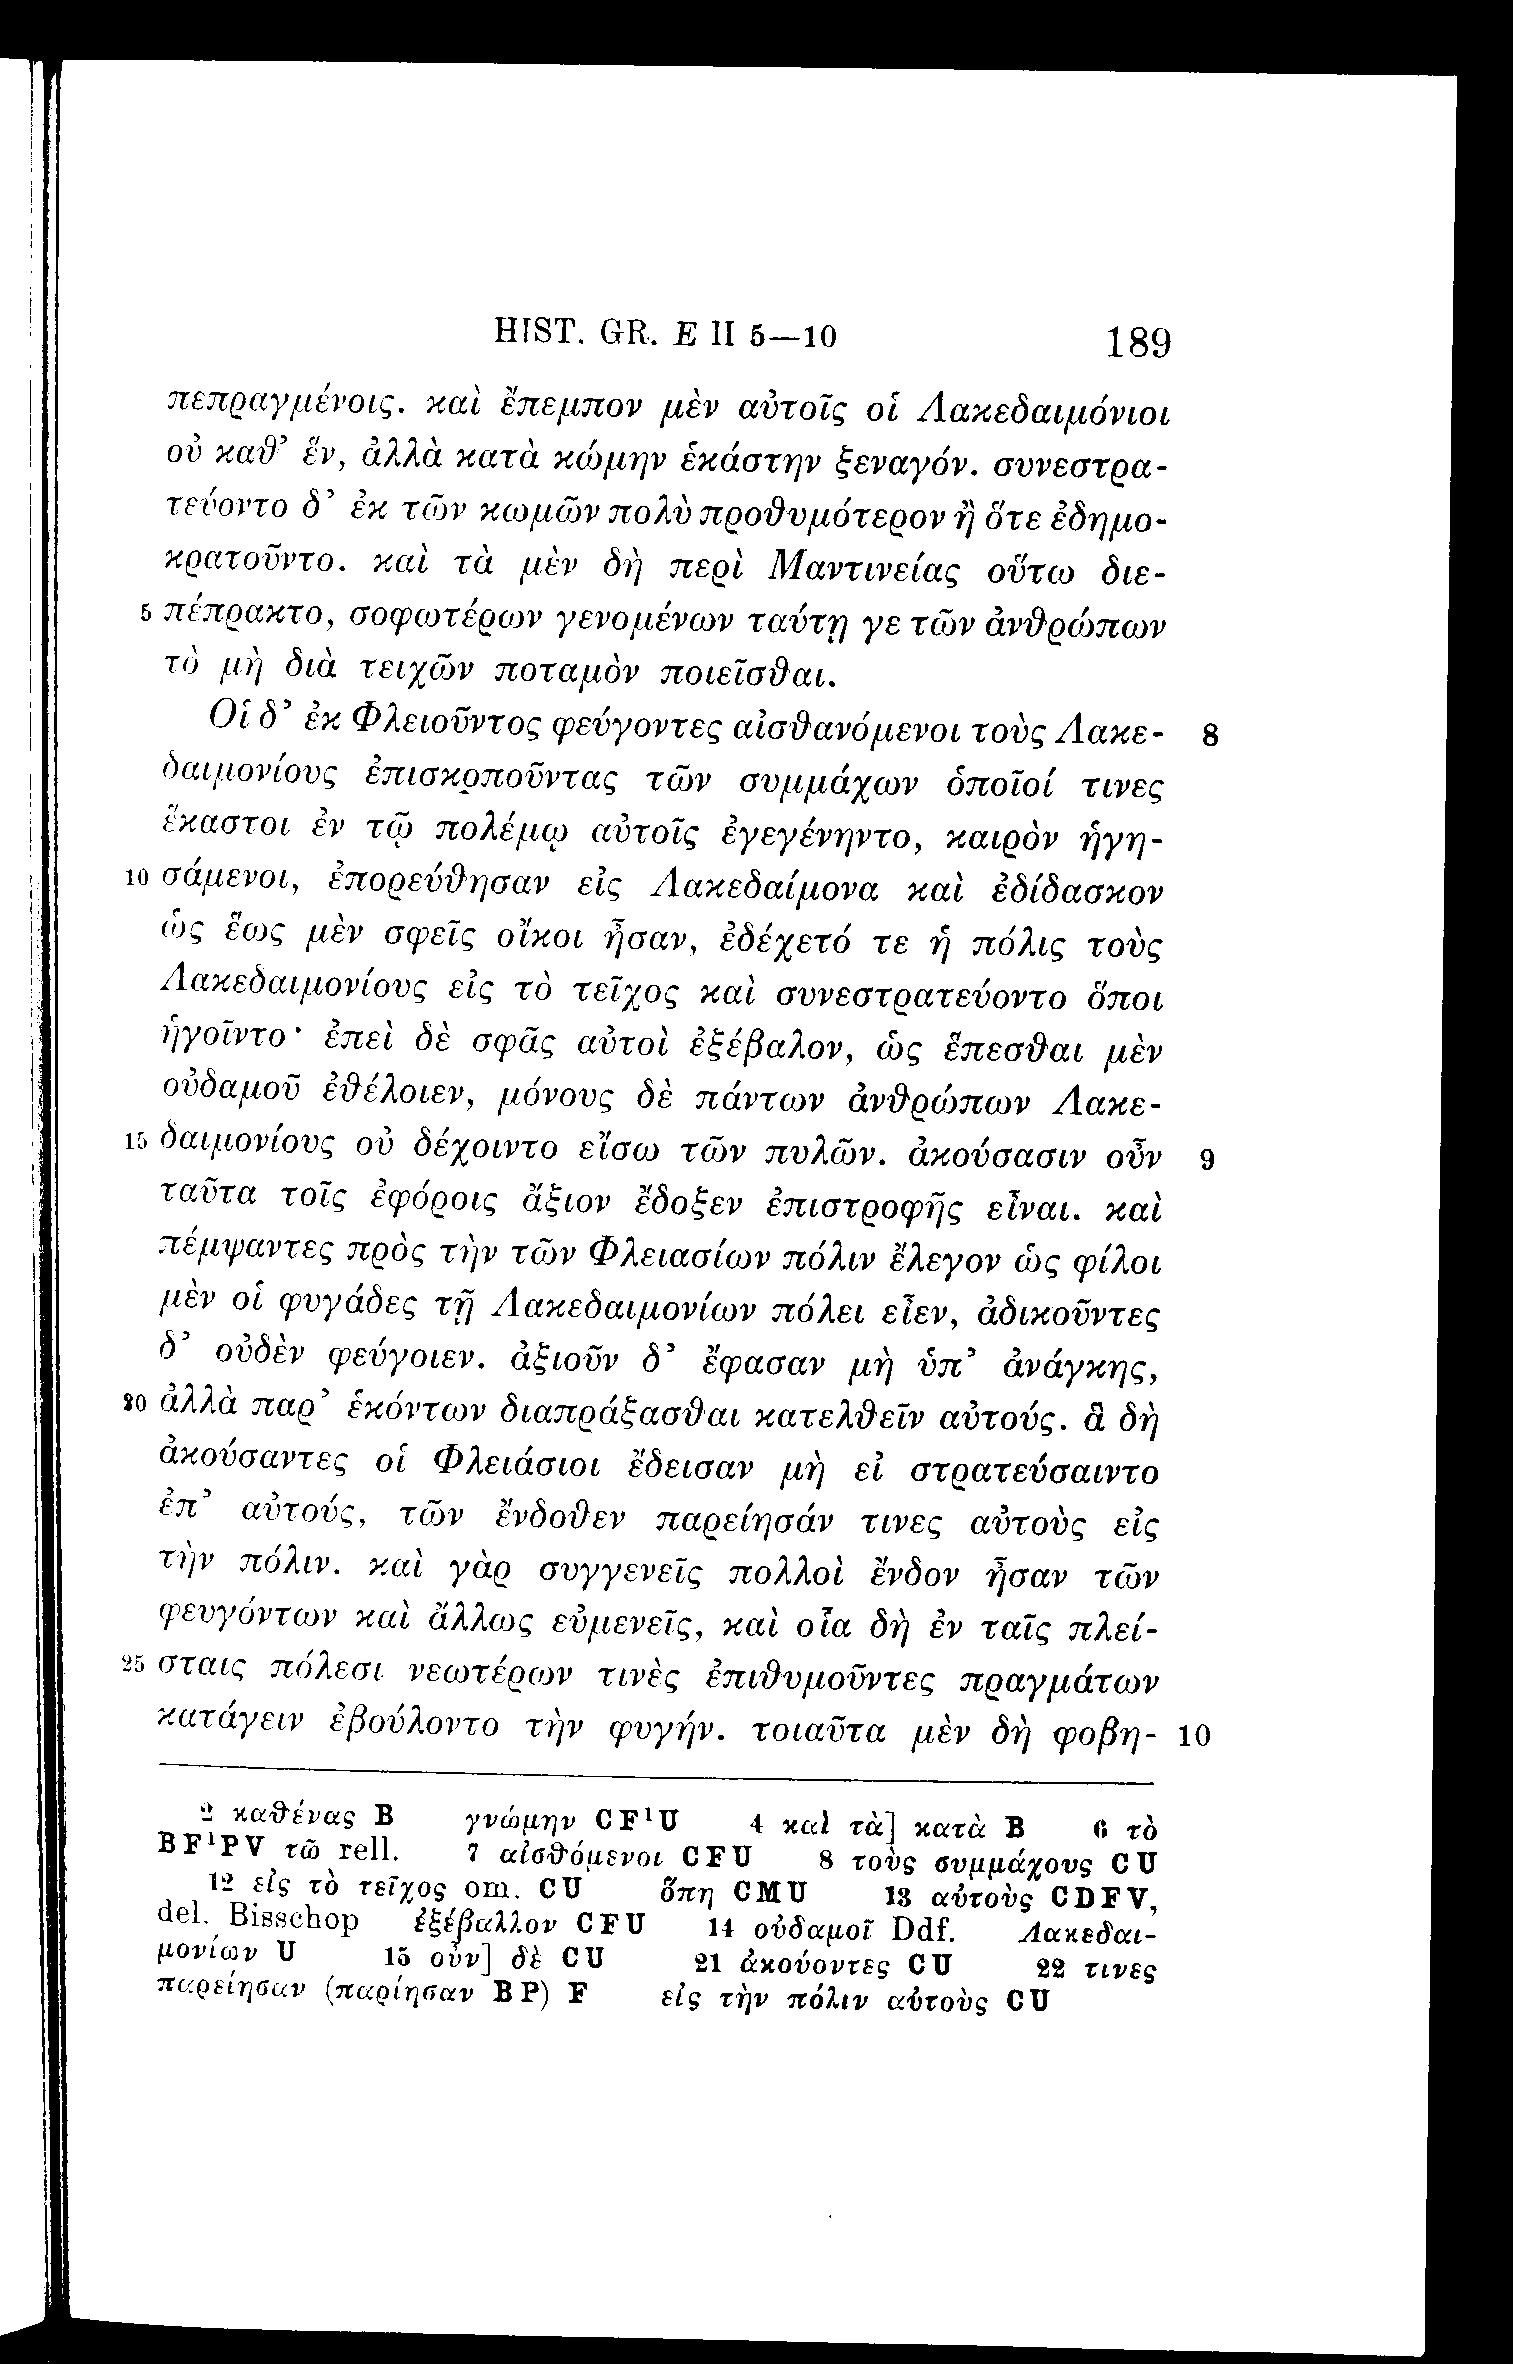 HIST. GR. E II 5—10 189
πεπραγμένοις. καὶ ἔπεμπον μὲν αὐτοῖς οἱ Λακεδαιμόνιοι
οὐ καθ’ ἕν, ἀλλὰ κατὰ κώμην ἑκάστην ξεναγόν. συνεστρα-
τεύοντο δ’ ἐκ τῶν κωμῶν πολὺ προθυμότερον ἢ ὅτε ἐδημο-
κρατοῦντο. καὶ τὰ μὲν δὴ περὶ Μαντινείας οὕτω διε-
5 πέπρακτο, σοφωτέρων γενομένων ταύτῃ γε τῶν ἀνθρώπων
τὸ μὴ διὰ τειχῶν ποταμὸν ποιεῖσθαι.
Οἱ δ’ ἐκ Φλειοῦντος φεύγοντες αἰσθανόμενοι τοὺς Λακε- 8
δαιμονίους ἐπισκοποῦντας τῶν συμμάχων ὁποῖοί τινες
ἕκαστοι ἐν τῷ πολέμῳ αὐτοῖς ἐγεγένηντο, καιρὸν ἡγη-
10 σάμενοι, ἐπορεύθησαν εἰς Λακεδαίμονα καὶ ἐδίδασκον
ὡς ἕως μὲν σφεῖς οἴκοι ἦσαν, ἐδέχετό τε ἡ πόλις τοὺς
Λακεδαιμονίους εἰς τὸ τεῖχος καὶ συνεστρατεύοντο ὅποι
ἡγοῖντο· ἐπεὶ δὲ σφᾶς αὐτοὶ ἐξέβαλον, ὡς ἕπεσθαι μὲν
οὐδαμοῦ ἐθέλοιεν, μόνους δὲ πάντων ἀνθρώπων Λακε-
15 δαιμονίους οὐ δέχοιντο εἴσω τῶν πυλῶν. ἀκούσασιν οὖν 9
ταῦτα τοῖς ἐφόροις ἄξιον ἔδοξεν ἐπιστροφῆς εἶναι. καὶ
πέμψαντες πρὸς τὴν τῶν Φλειασίων πόλιν ἔλεγον ὡς φίλοι
μὲν οἱ φυγάδες τῇ Λακεδαιμονίων πόλει εἶεν, ἀδικοῦντες
δ’ οὐδὲν φεύγοιεν. ἀξιοῦν δ’ ἔφασαν μὴ ὑπ’ ἀνάγκης,
20 ἀλλὰ παρ’ ἑκόντων διαπράξασθαι κατελθεῖν αὐτούς. ἃ δὴ
ἀκούσαντες οἱ Φλειάσιοι ἔδεισαν μὴ εἰ στρατεύσαιντο
ἐπ’ αὐτούς, τῶν ἔνδοθεν παρείησάν τινες αὐτοὺς εἰς
τὴν πόλιν. καὶ γὰρ συγγενεῖς πολλοὶ ἔνδον ἦσαν τῶν
φευγόντων καὶ ἄλλως εὐμενεῖς, καὶ οἷα δὴ ἐν ταῖς πλεί-
25 σταις πόλεσι νεωτέρων τινὲς ἐπιθυμοῦντες πραγμάτων
κατάγειν ἐβούλοντο τὴν φυγήν. τοιαῦτα μὲν δὴ φοβη- 10
2 καθένας B γνώμην CF¹U 4 καὶ τὰ] κατὰ B 6 τὸ
BF¹PV τῶ rell. 7 αἰσθόμενοι CFU 8 τοὺς συμμάχους CU
12 εἰς τὸ τεῖχος om. CU ὅπη CMU 13 αὐτοὺς CDFV,
del. Bisschop ἐξέβαλλον CFU 14 οὐδαμοῖ Ddf. Λακεδαι-
μονίων U 15 οὖν] δὲ CU 21 ἀκούοντες CU 22 τινες
παρείησαν (παρίησαν BP) F εἰς τὴν πόλιν αὐτοὺς CU